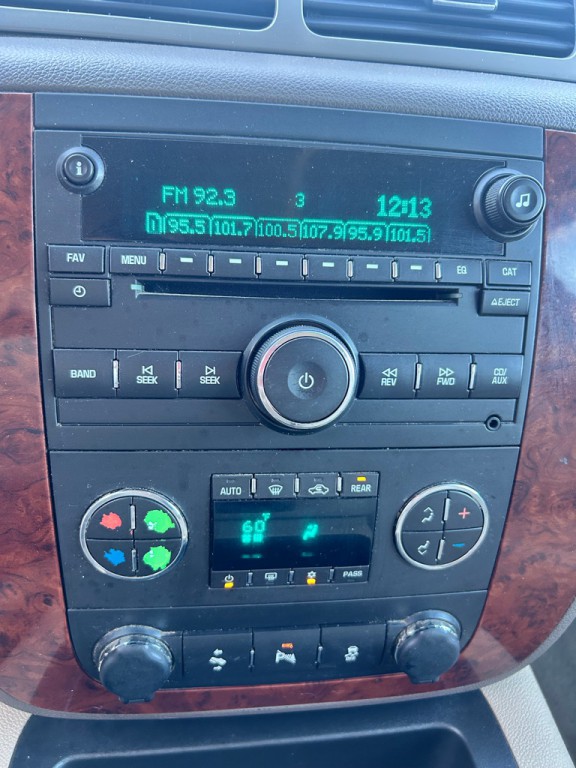 i
FM 92.3 3 12:13
1 95.5 101.7 100.5 107.9 95.9 101.5
FAV MENU EQ CAT
EJECT
BAND SEEK SEEK REV FWD CD/AUX
AUTO REAR
60°F
PASS